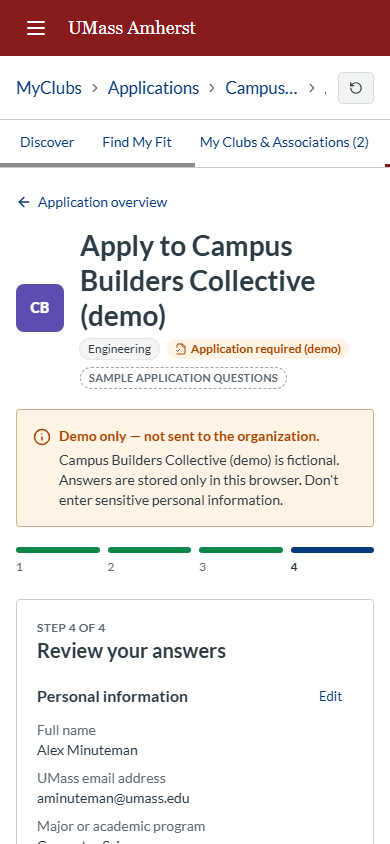 UMass Amherst
MyClubs > Applications > Campus... >
Discover Find My Fit My Clubs & Associations (2)
← Application overview
Apply to Campus
Builders Collective
(demo)
CB
Engineering Application required (demo)
SAMPLE APPLICATION QUESTIONS
Demo only — not sent to the organization.
Campus Builders Collective (demo) is fictional.
Answers are stored only in this browser. Don't
enter sensitive personal information.
1 2 3 4
STEP 4 OF 4
Review your answers
Personal information Edit
Full name
Alex Minuteman
UMass email address
aminuteman@umass.edu
Major or academic program